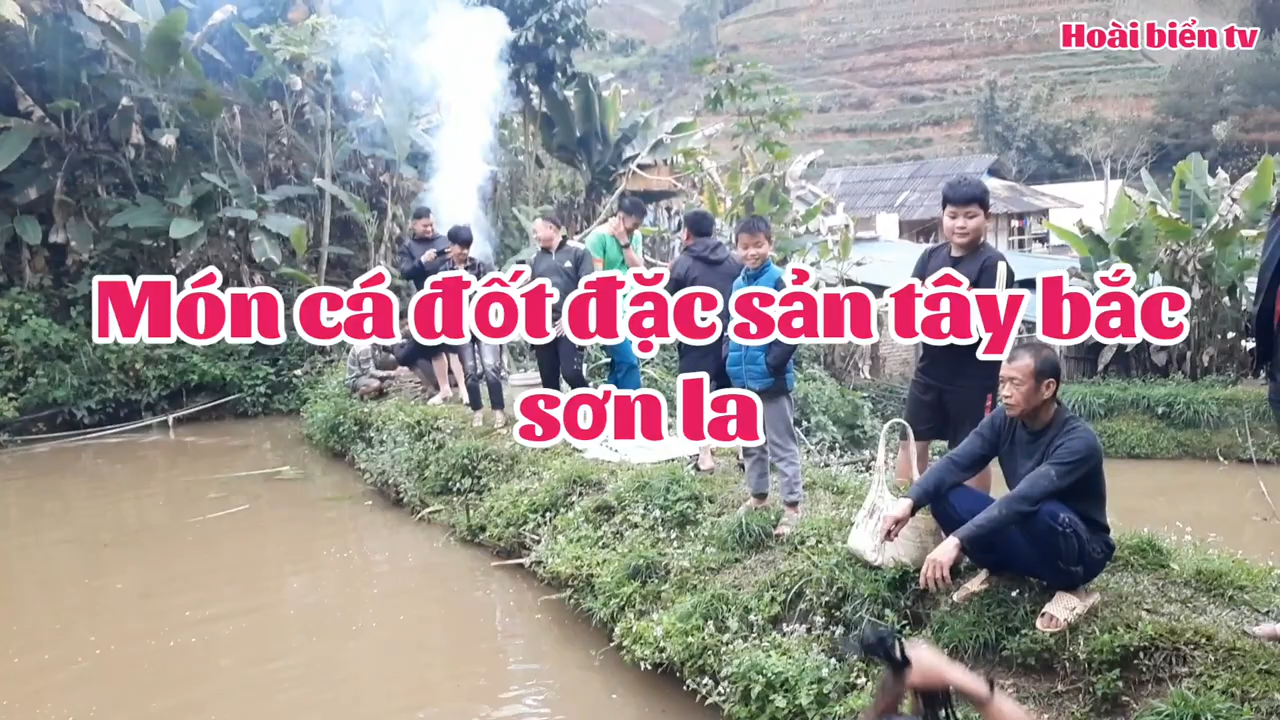 Hoài biển tv
Món cá đốt đặc sản tây bắc
sơn la